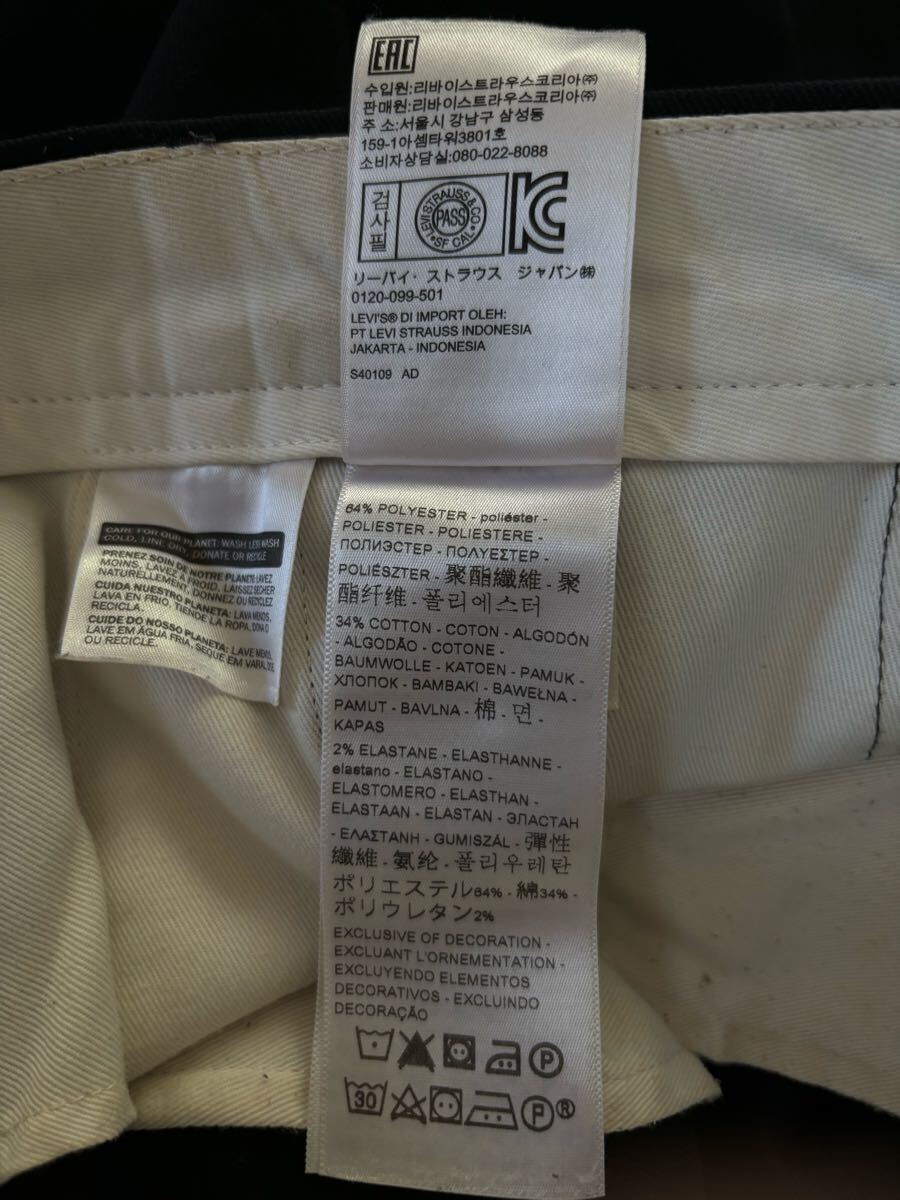 EAC
수입원:리바이스트라우스코리아㈜
판매원:리바이스트라우스코리아㈜
주 소:서울시 강남구 삼성동
159-1아셈타워3801호
소비자상담실:080-022-8088
검사필
LEVI STRAUSS & CO
PASS
SF CAL
KC
リーバイ・ストラウス ジャパン㈱
0120-099-501
LEVI'S® DI IMPORT OLEH:
PT LEVI STRAUSS INDONESIA
JAKARTA - INDONESIA
S40109 AD
CARE FOR OUR PLANET: WASH LESS, WASH
COLD, LINE DRY, DONATE OR RECYCLE
PRENEZ SOIN DE NOTRE PLANETE: LAVEZ
MOINS, LAVEZ A FROID, LAISSEZ SECHER
NATURELLEMENT, DONNEZ OU RECYCLEZ
CUIDA NUESTRO PLANETA: LAVA MENOS,
LAVA EN FRIO, TIENDE LA ROPA, DONA O
RECICLA.
CUIDE DO NOSSO PLANETA: LAVE MENOS,
LAVE EM ÁGUA FRIA, SEQUE EM VARAL, DOE
OU RECICLE.
64% POLYESTER - poliéster -
POLIESTER - POLIESTERE -
ПОЛИЭСТЕР - ΠΟΛΥΕΣΤΕΡ -
POLIÉSZTER - 聚酯纖維 - 聚
酯纤维 - 폴리에스터
34% COTTON - COTON - ALGODÓN
- ALGODÃO - COTONE -
BAUMWOLLE - KATOEN - PAMUK -
ХЛОПОК - ΒΑΜΒΑΚΙ - BAWEŁNA -
PAMUT - BAVLNA - 棉 - 면 -
KAPAS
2% ELASTANE - ELASTHANNE -
elastano - ELASTANO -
ELASTOMERO - ELASTHAN -
ELASTAAN - ELASTAN - ЭЛАСТАН
- ΕΛΑΣΤΑΝΗ - GUMISZÁL - 彈性
纖維 - 氨纶 - 폴리우레탄
ポリエステル64% - 綿34% -
ポリウレタン2%
EXCLUSIVE OF DECORATION -
EXCLUANT L'ORNEMENTATION -
EXCLUYENDO ELEMENTOS
DECORATIVOS - EXCLUINDO
DECORAÇÃO
P
30 P ®